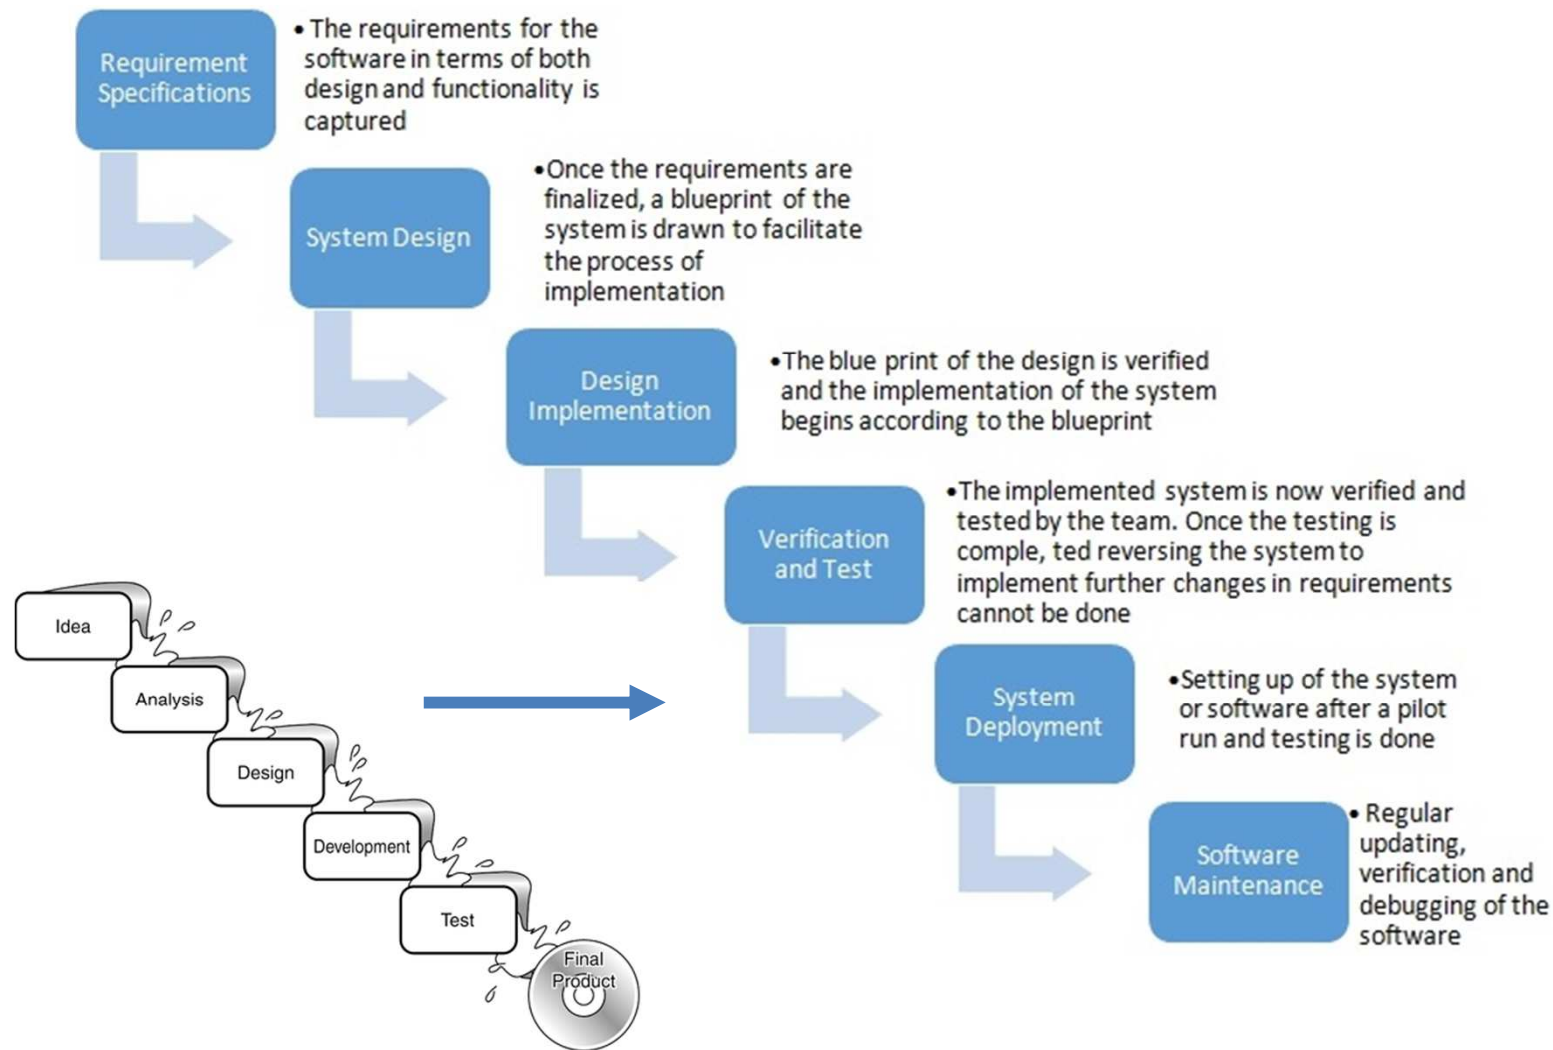 Requirement
Specifications
• The requirements for the
software in terms of both
design and functionality is
captured
System Design
•Once the requirements are
finalized, a blueprint of the
system is drawn to facilitate
the process of
implementation
Design
Implementation
•The blue print of the design is verified
and the implementation of the system
begins according to the blueprint
Verification
and Test
•The implemented system is now verified and
tested by the team. Once the testing is
comple, ted reversing the system to
implement further changes in requirements
cannot be done
System
Deployment
•Setting up of the system
or software after a pilot
run and testing is done
Software
Maintenance
• Regular
updating,
verification and
debugging of the
software
Idea
Analysis
Design
Development
Test
Final
Product